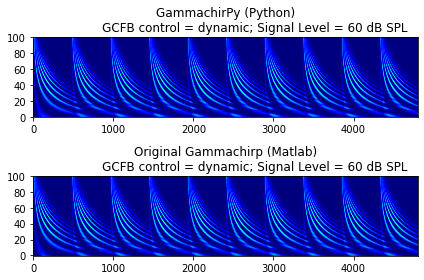 GammachirPy (Python)
GCFB control = dynamic; Signal Level = 60 dB SPL
100
80
60
40
20
0
0 1000 2000 3000 4000
Original Gammachirp (Matlab)
GCFB control = dynamic; Signal Level = 60 dB SPL
100
80
60
40
20
0
0 1000 2000 3000 4000